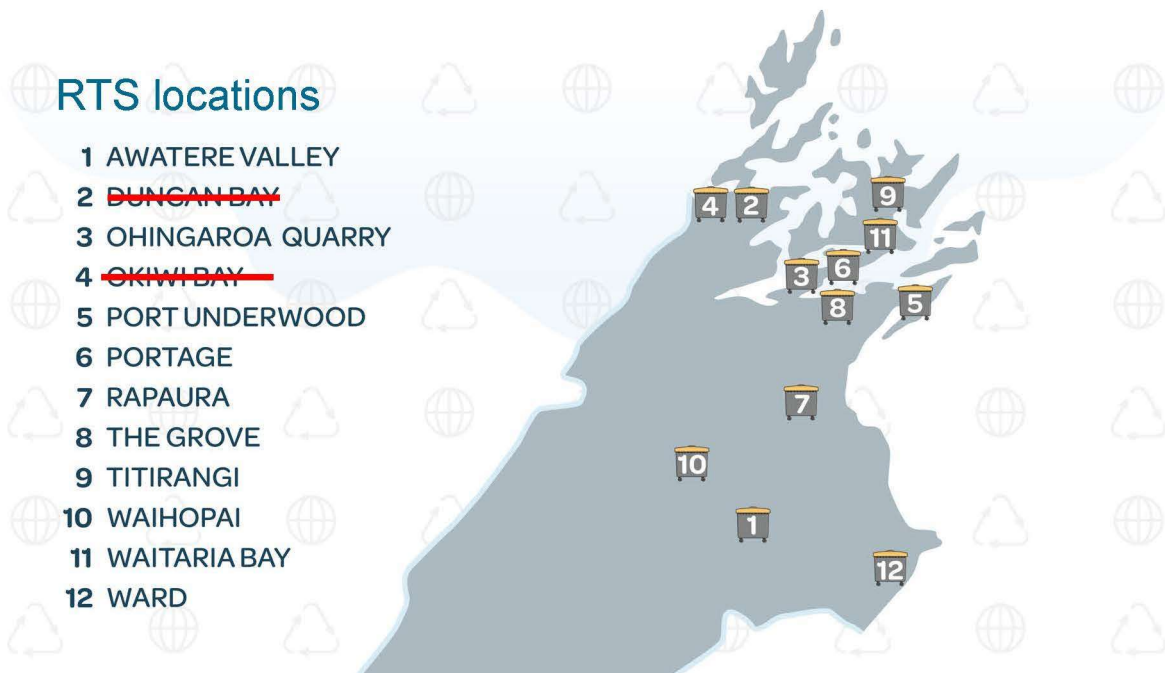 RTS locations
1 AWATERE VALLEY
2 DUNCAN BAY
3 OHINGAROA QUARRY
4 OKIWI BAY
5 PORT UNDERWOOD
6 PORTAGE
7 RAPAURA
8 THE GROVE
9 TITIRANGI
10 WAIHOPAI
11 WAITARIA BAY
12 WARD
4 2 9
11
3 6
8 5
7
10
1
12